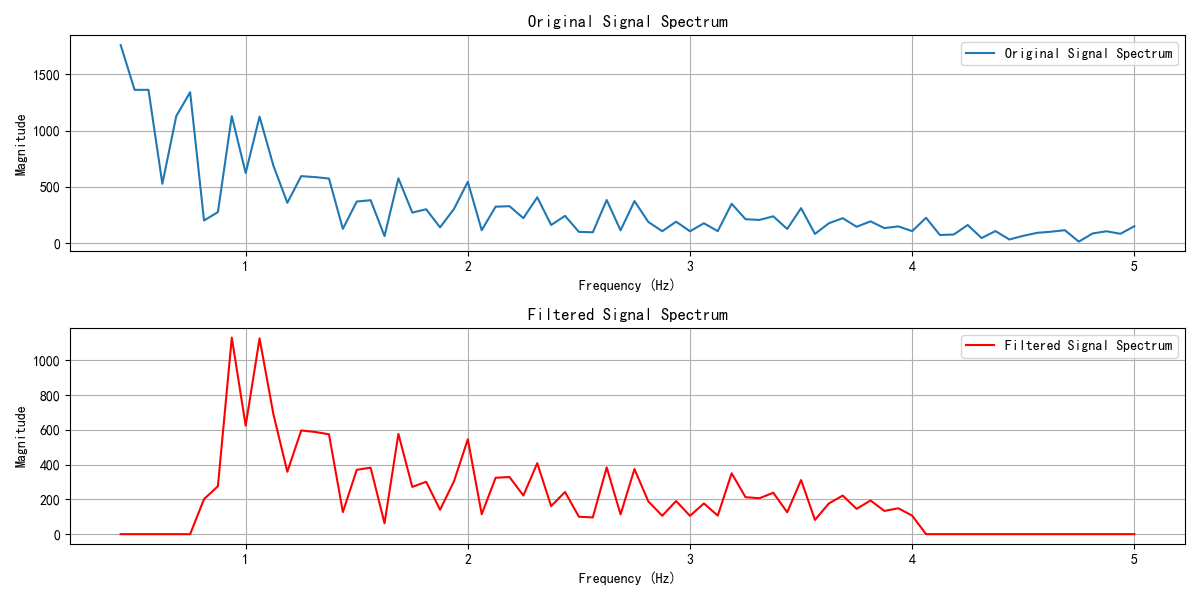 Original Signal Spectrum
Original Signal Spectrum
1500
1000
500
0
Magnitude
1 2 3 4 5
Frequency (Hz)
Filtered Signal Spectrum
Filtered Signal Spectrum
1000
800
600
400
200
0
Magnitude
1 2 3 4 5
Frequency (Hz)